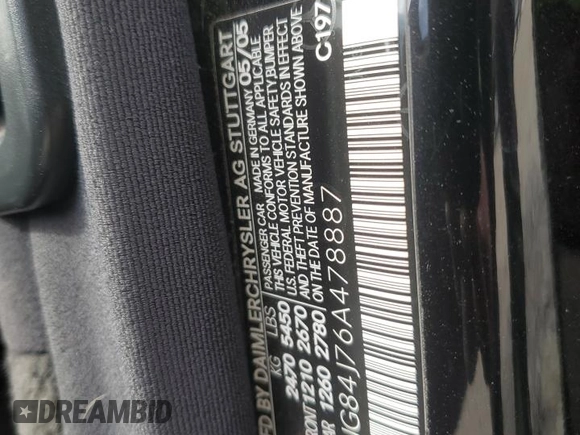 MFD BY DAIMLERCHRYSLER AG STUTTGART
PASSENGER CAR MADE IN GERMANY 05/05
KG LBS THIS VEHICLE CONFORMS TO ALL APPLICABLE
2470 5450 U.S. FEDERAL MOTOR VEHICLE SAFETY, BUMPER
AND THEFT PREVENTION STANDARDS IN EFFECT
FRONT 1210 2670 ON THE DATE OF MANUFACTURE SHOWN ABOVE
1260 2780
C197
G84J76A478887
DREAMBID